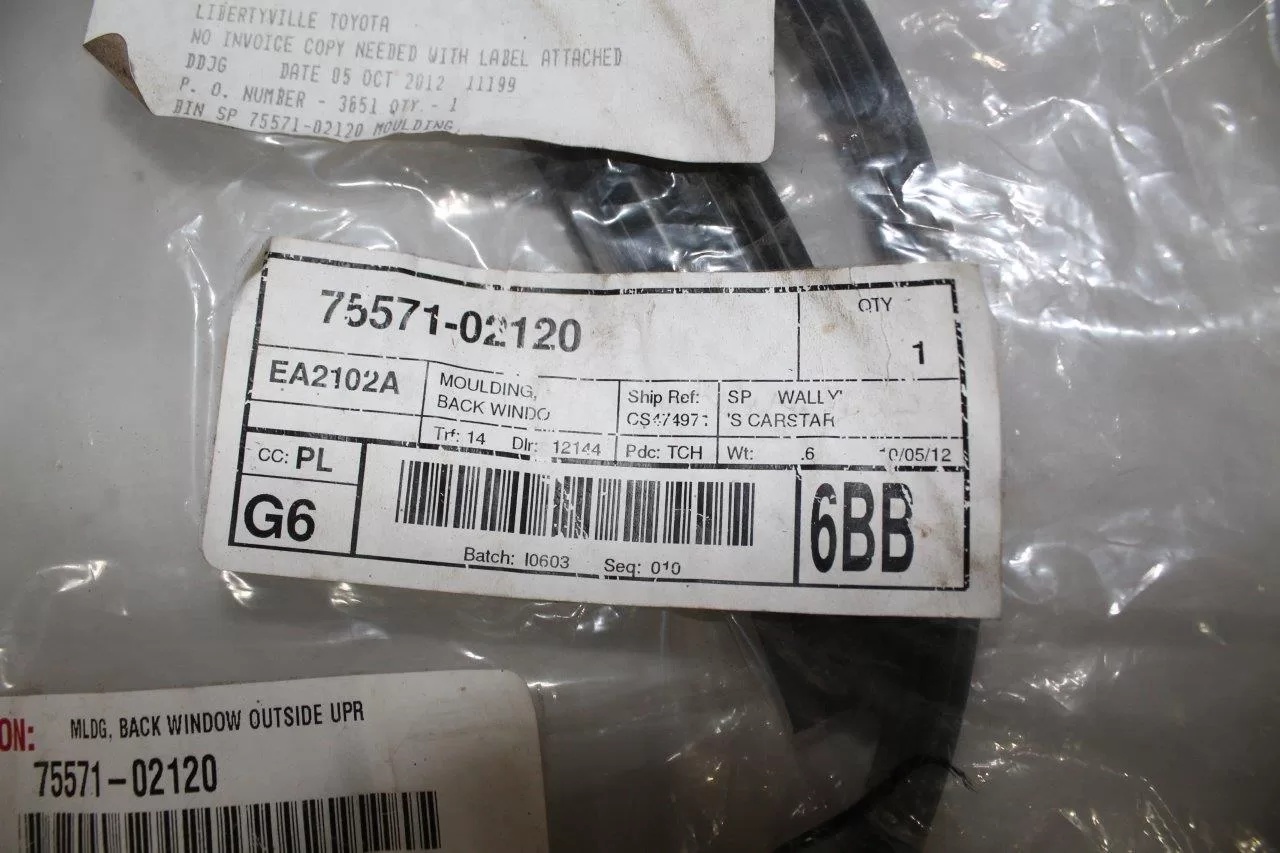 LIBERTYVILLE TOYOTA
NO INVOICE COPY NEEDED WITH LABEL ATTACHED
DDJG DATE 05 OCT 2012 11199
P. O. NUMBER - 3651 QTY. - 1
BIN SP 75571-02120 MOULDING,
75571-02120
QTY
1
EA2102A
MOULDING,
BACK WINDO
Ship Ref:
SP WALLY'
'S CARSTAR
Trf: 14 Dlr: 12144
Pdc: TCH
Wt: .6 10/05/12
CC: PL
G6
6BB
Batch: I0603 Seq: 010
ON: MLDG, BACK WINDOW OUTSIDE UPR
75571-02120